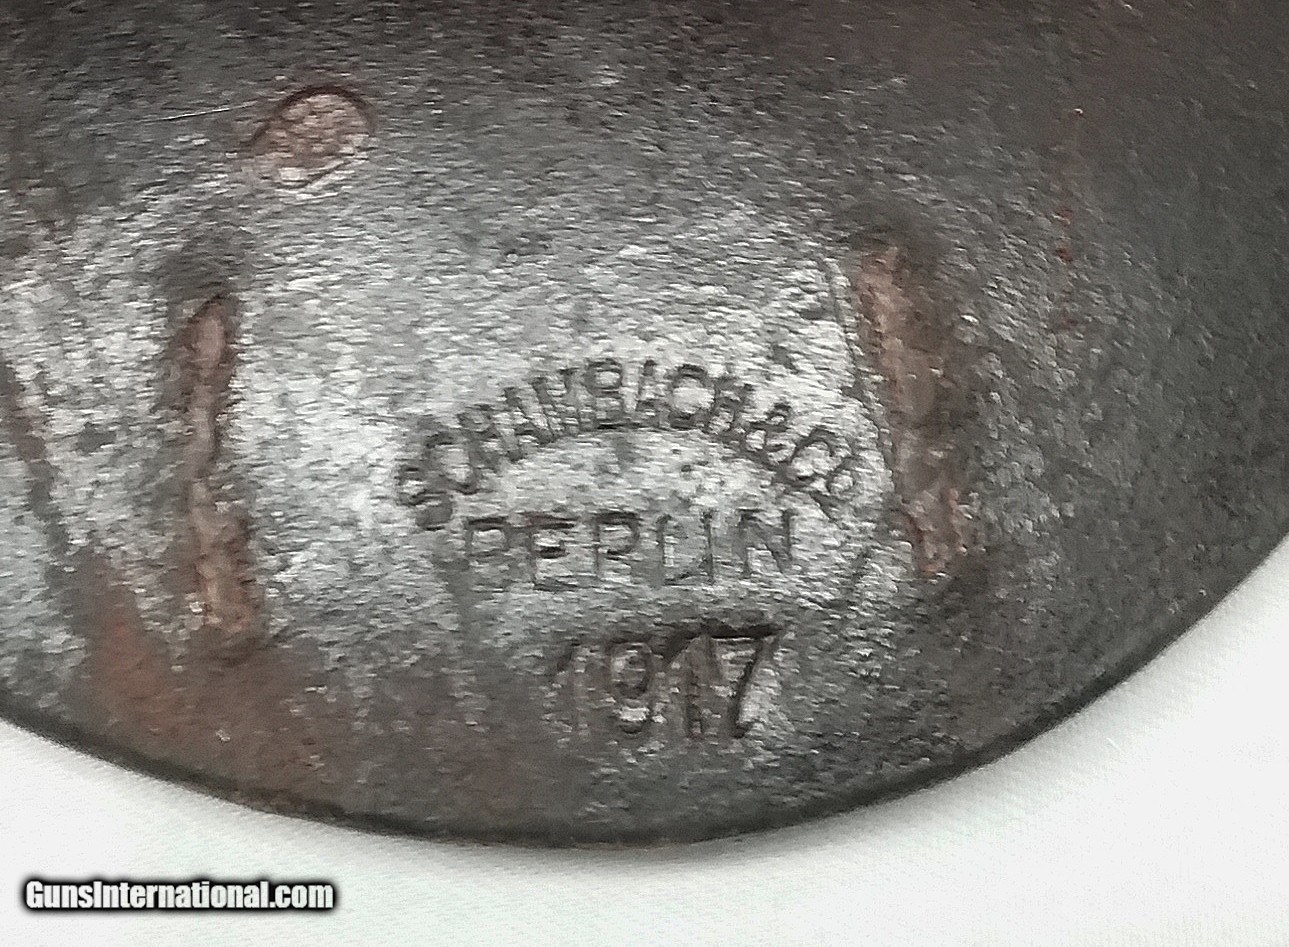 SCHAMBACH & Co
BERLIN
1917
GunsInternational.com